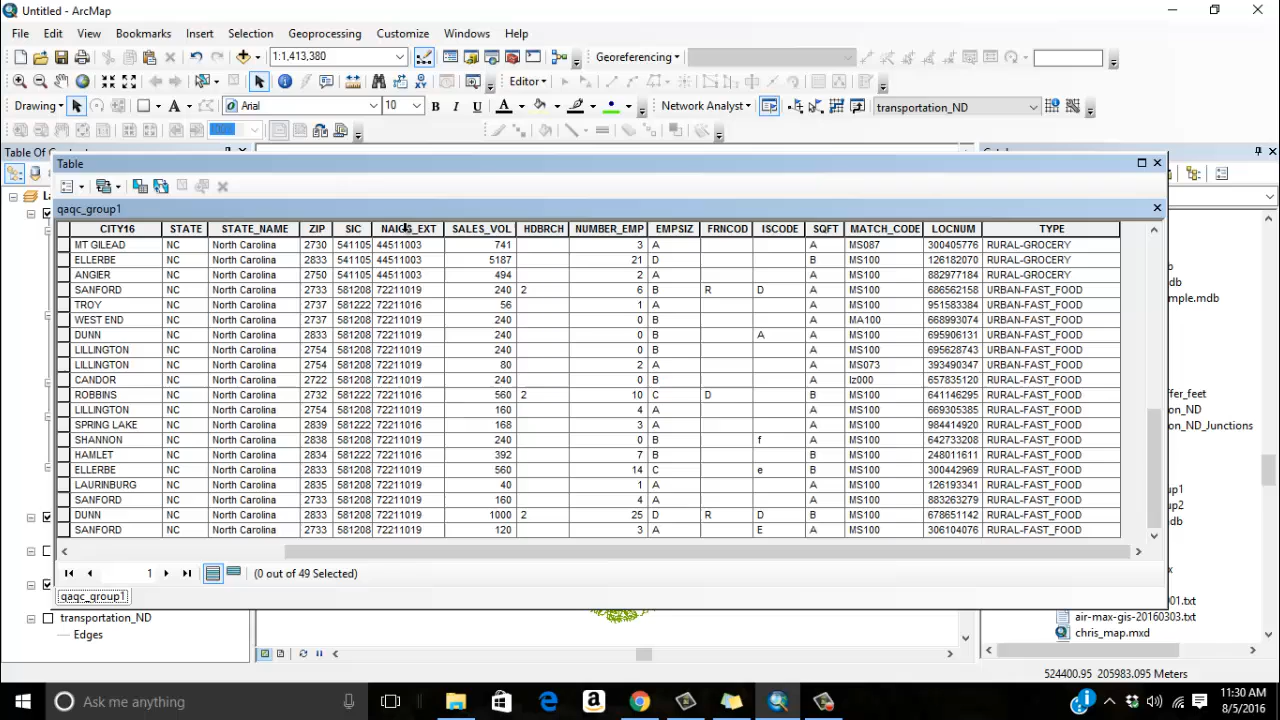 Untitled - ArcMap
File Edit View Bookmarks Insert Selection Geoprocessing Customize Windows Help
1:1,413,380 Georeferencing
Editor
Drawing Arial 10 B I U A Network Analyst transportation_ND
Table Of
Table
qaqc_group1
CITY16 STATE STATE_NAME ZIP SIC NAICS_EXT SALES_VOL HDBRCH NUMBER_EMP EMPSIZ FRNCOD ISCODE SQFT MATCH_CODE LOCNUM TYPE
MT GILEAD NC North Carolina 2730 541105 44511003 741 3 A A MS087 300405776 RURAL-GROCERY
ELLERBE NC North Carolina 2833 541105 44511003 5187 21 D B MS100 126182070 RURAL-GROCERY
ANGIER NC North Carolina 2750 541105 44511003 494 2 A A MS100 882977184 RURAL-GROCERY
SANFORD NC North Carolina 2733 581208 72211019 240 2 6 B R D A MS100 686562158 URBAN-FAST_FOOD
TROY NC North Carolina 2737 581222 72211016 56 1 A A MS100 951583384 URBAN-FAST_FOOD
WEST END NC North Carolina 2737 581208 72211019 240 0 B A MA100 668993074 URBAN-FAST_FOOD
DUNN NC North Carolina 2833 581208 72211019 240 0 B A A MS100 695906131 URBAN-FAST_FOOD
LILLINGTON NC North Carolina 2754 581208 72211019 240 0 B A MS100 695628743 URBAN-FAST_FOOD
LILLINGTON NC North Carolina 2754 581208 72211019 80 2 A A MS073 393490347 URBAN-FAST_FOOD
CANDOR NC North Carolina 2722 581208 72211019 240 0 B A Iz000 657835120 RURAL-FAST_FOOD
ROBBINS NC North Carolina 2732 581222 72211016 560 2 10 C D B MS100 641146295 RURAL-FAST_FOOD
LILLINGTON NC North Carolina 2754 581208 72211019 160 4 A A MS100 669305385 RURAL-FAST_FOOD
SPRING LAKE NC North Carolina 2839 581222 72211016 168 3 A A MS100 984414920 RURAL-FAST_FOOD
SHANNON NC North Carolina 2838 581208 72211019 240 0 B f A MS100 642733208 RURAL-FAST_FOOD
HAMLET NC North Carolina 2834 581222 72211016 392 7 B B MS100 248011611 RURAL-FAST_FOOD
ELLERBE NC North Carolina 2833 581208 72211019 560 14 C e B MS100 300442969 RURAL-FAST_FOOD
LAURINBURG NC North Carolina 2835 581208 72211019 40 1 A A MS100 126193341 RURAL-FAST_FOOD
SANFORD NC North Carolina 2733 581208 72211019 160 4 A A MS100 883263279 RURAL-FAST_FOOD
DUNN NC North Carolina 2833 581208 72211019 1000 2 25 D R D B MS100 678651142 RURAL-FAST_FOOD
SANFORD NC North Carolina 2733 581208 72211019 120 3 A E A MS100 306104076 RURAL-FAST_FOOD
1 (0 out of 49 Selected)
qaqc_group1
mple.mdb
ffer_feet
ion_ND
ion_ND_Junctions
up1
up2
db
001.txt
air-max-gis-20160303.txt
chris_map.mxd
transportation_ND
Edges
524400.95 205983.095 Meters
Ask me anything
11:30 AM
8/5/2016